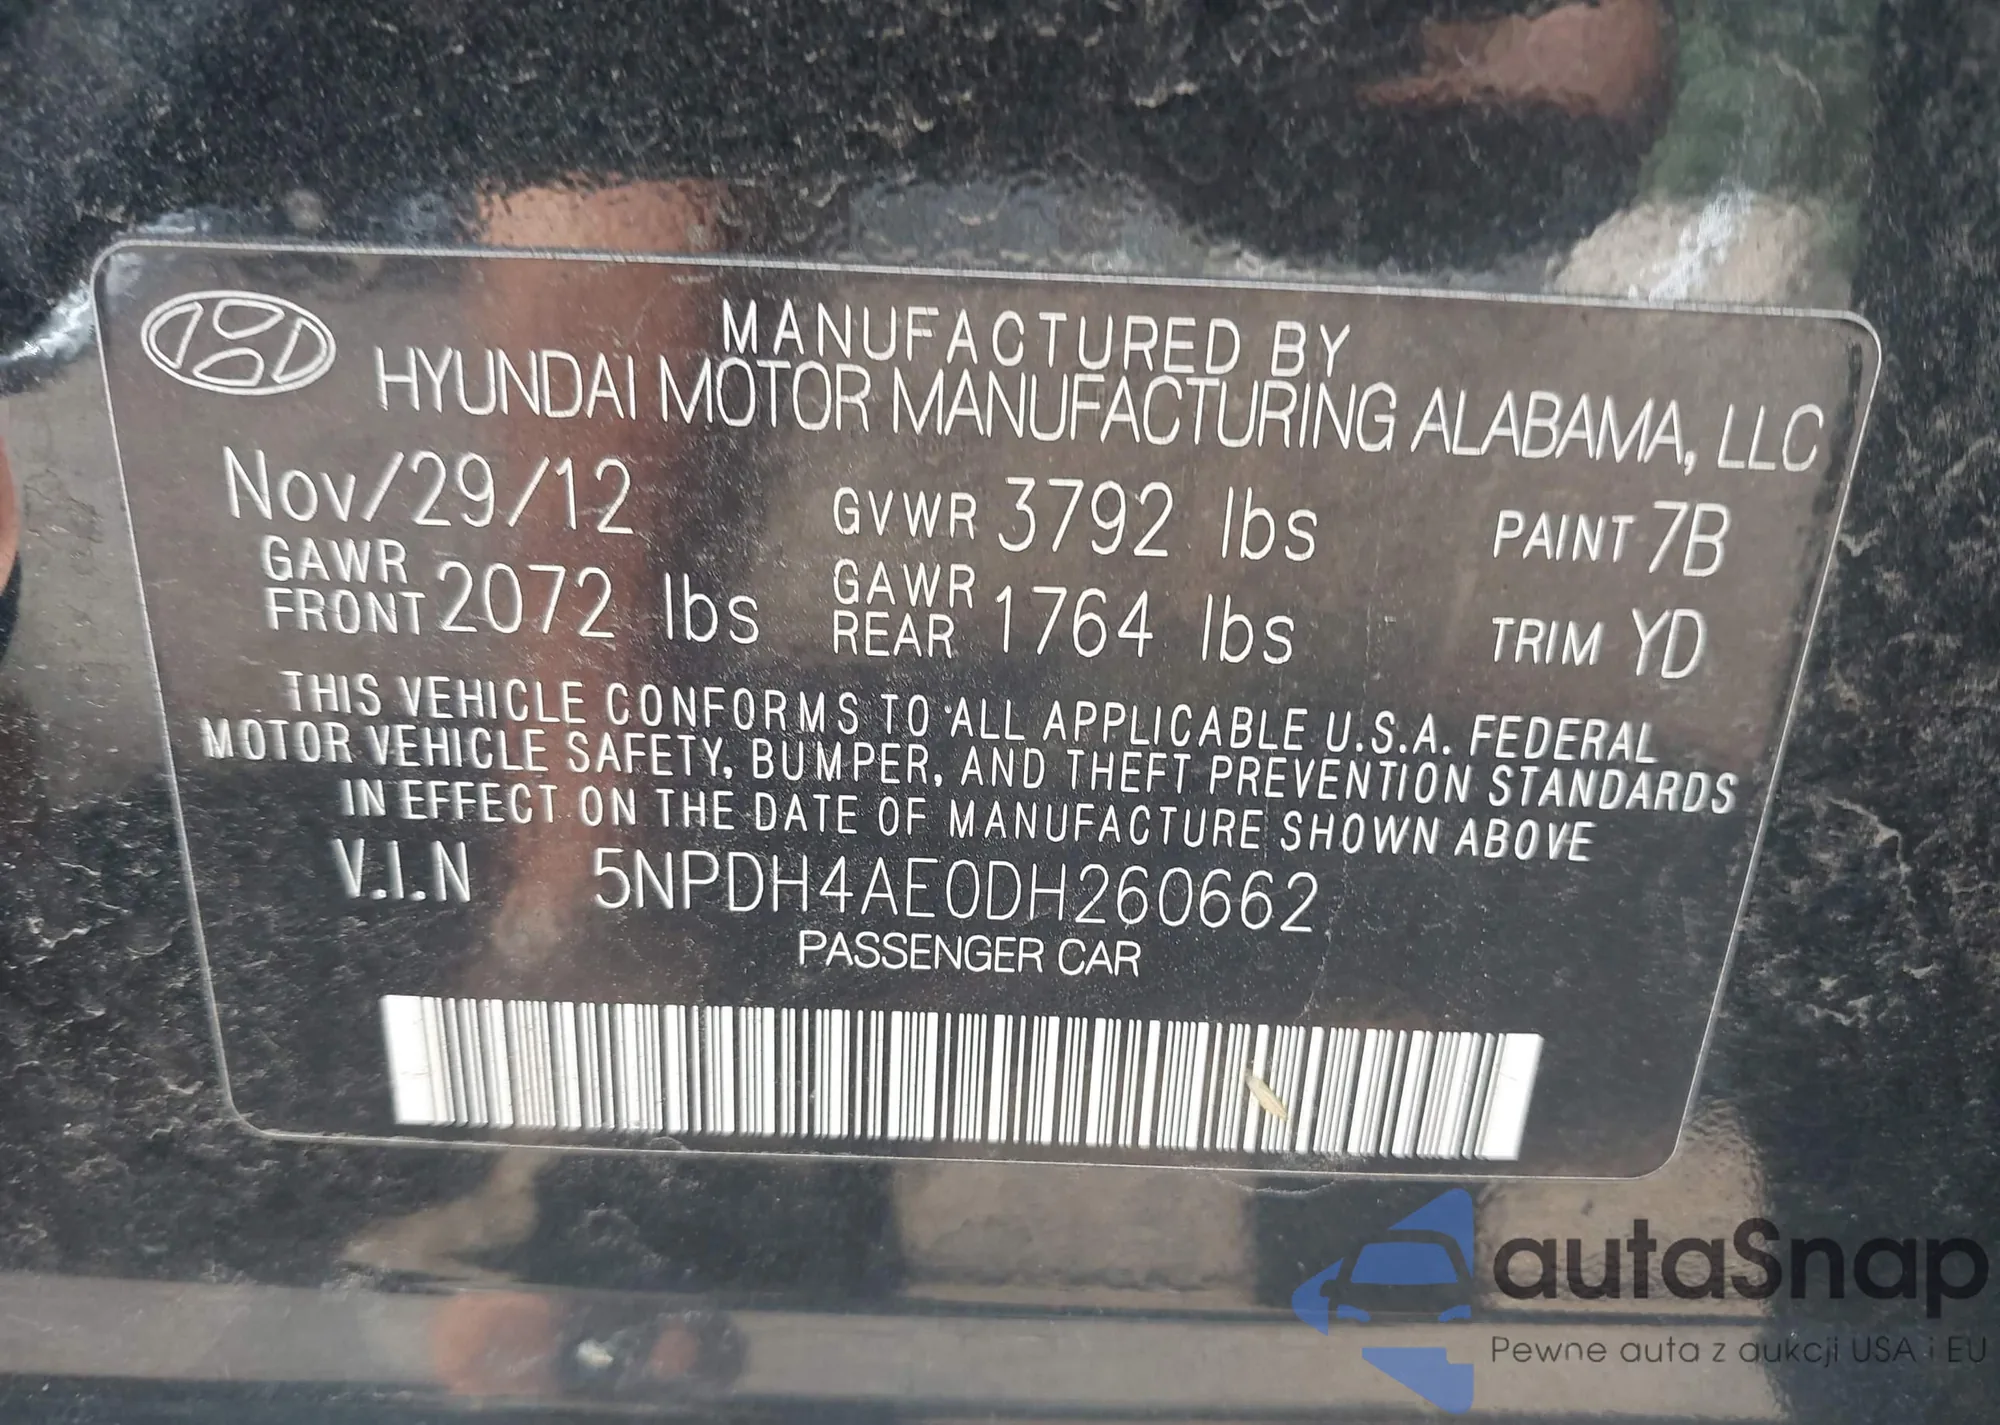 MANUFACTURED BY
HYUNDAI MOTOR MANUFACTURING ALABAMA, LLC
Nov/29/12 GVWR 3792 lbs PAINT 7B
GAWR FRONT 2072 lbs GAWR REAR 1764 lbs TRIM YD
THIS VEHICLE CONFORMS TO ALL APPLICABLE U.S.A. FEDERAL
MOTOR VEHICLE SAFETY, BUMPER, AND THEFT PREVENTION STANDARDS
IN EFFECT ON THE DATE OF MANUFACTURE SHOWN ABOVE
V.I.N 5NPDH4AE0DH260662
PASSENGER CAR
autaSnap
Pewne auta z aukcji USA i EU